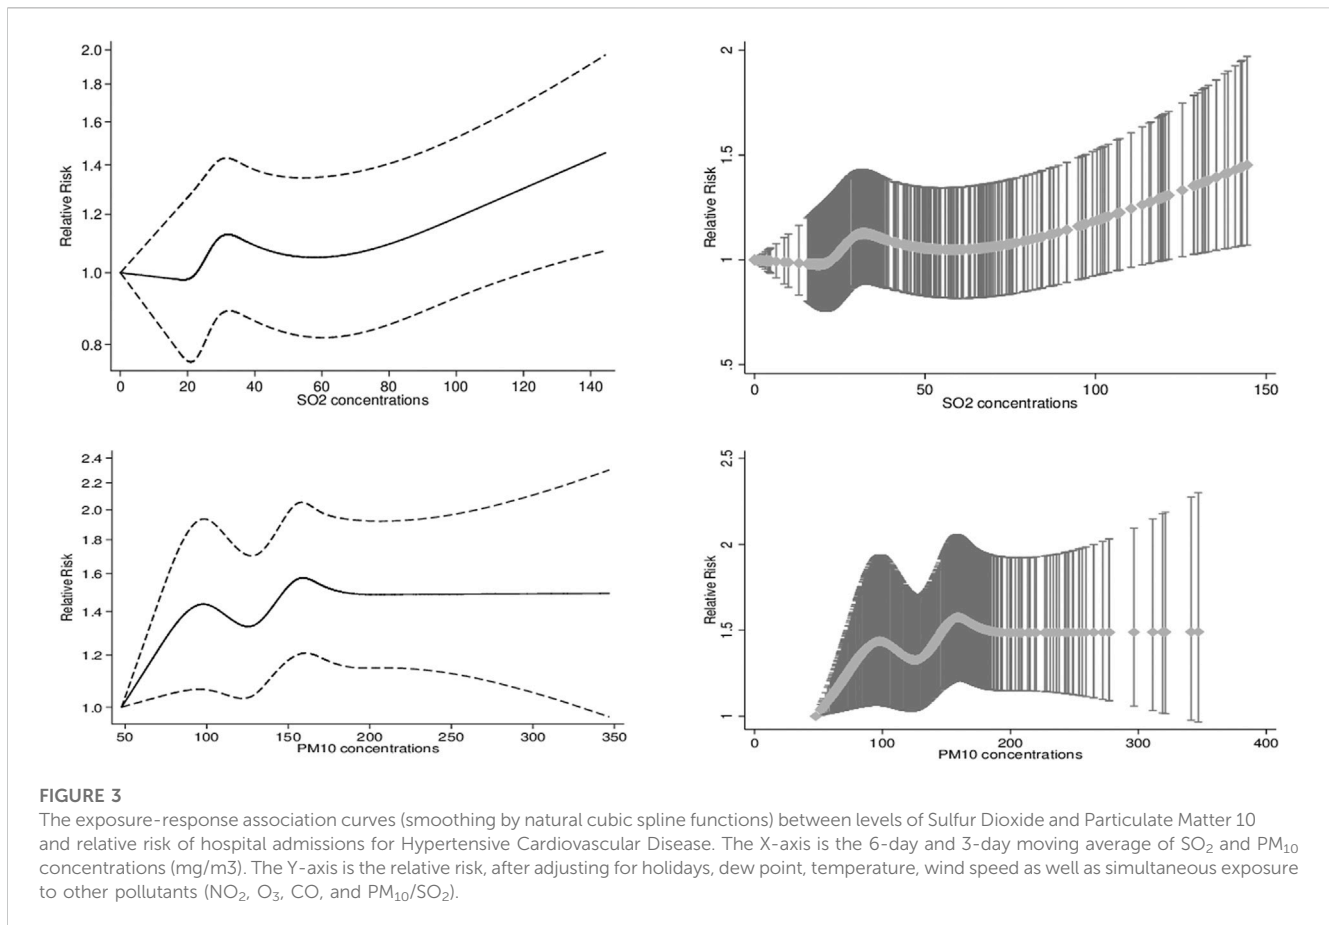 2.0
1.8
1.6
1.4
1.2
1.0
0.8
Relative Risk
0 20 40 60 80 100 120 140
SO2 concentrations
2
1.5
1
.5
Relative Risk
0 50 100 150
SO2 concentrations
2.4
2.2
2.0
1.8
1.6
1.4
1.2
1.0
Relative Risk
50 100 150 200 250 300 350
PM10 concentrations
2.5
2
1.5
1
Relative Risk
0 100 200 300 400
PM10 concentrations
FIGURE 3
The exposure-response association curves (smoothing by natural cubic spline functions) between levels of Sulfur Dioxide and Particulate Matter 10
and relative risk of hospital admissions for Hypertensive Cardiovascular Disease. The X-axis is the 6-day and 3-day moving average of SO₂ and PM₁₀
concentrations (mg/m3). The Y-axis is the relative risk, after adjusting for holidays, dew point, temperature, wind speed as well as simultaneous exposure
to other pollutants (NO₂, O₃, CO, and PM₁₀/SO₂).